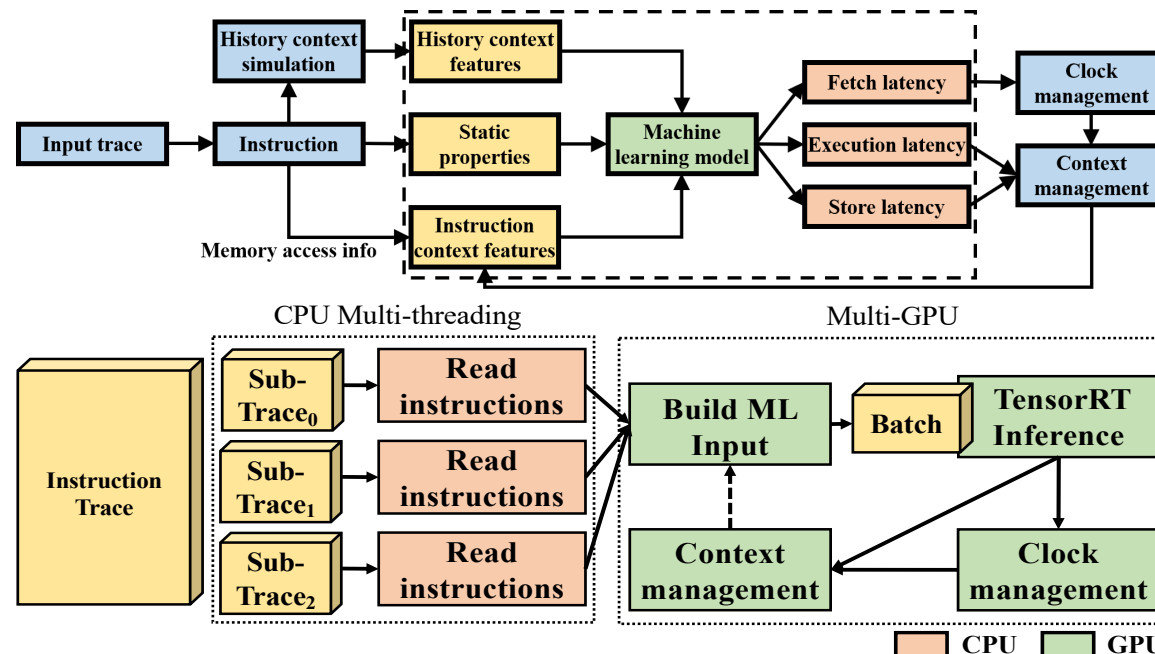 History context
simulation
History context
features
Fetch latency
Clock
management
Input trace
Instruction
Static
properties
Machine
learning model
Execution latency
Context
management
Store latency
Instruction
context features
Memory access info
CPU Multi-threading
Multi-GPU
Instruction
Trace
Sub-
Trace0
Read
instructions
Sub-
Trace1
Read
instructions
Sub-
Trace2
Read
instructions
Build ML
Input
Batch
TensorRT
Inference
Context
management
Clock
management
CPU
GPU